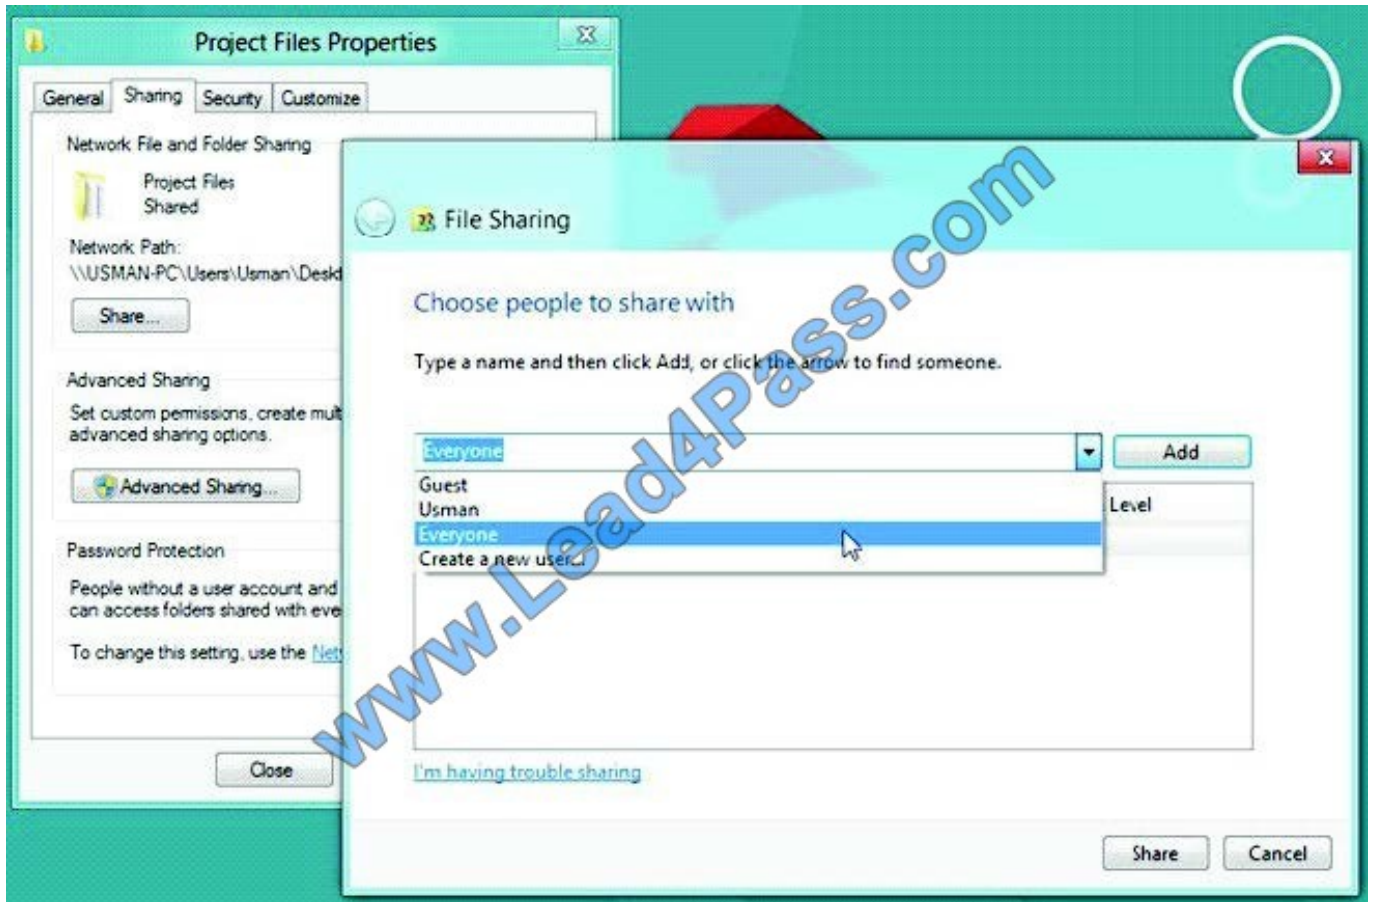 Project Files Properties
General Sharing Security Customize
Network File and Folder Sharing
Project Files
Shared
Network Path:
\\USMAN-PC\Users\Usman\Deskt
Share...
Advanced Sharing
Set custom permissions, create mult
advanced sharing options.
Advanced Sharing...
Password Protection
People without a user account and
can access folders shared with eve
To change this setting, use the Net
Close
File Sharing
Choose people to share with
Type a name and then click Add, or click the arrow to find someone.
Everyone
Add
Guest
Usman
Everyone
Create a new user...
Level
I'm having trouble sharing
Share Cancel
www.Lead4Pass.com